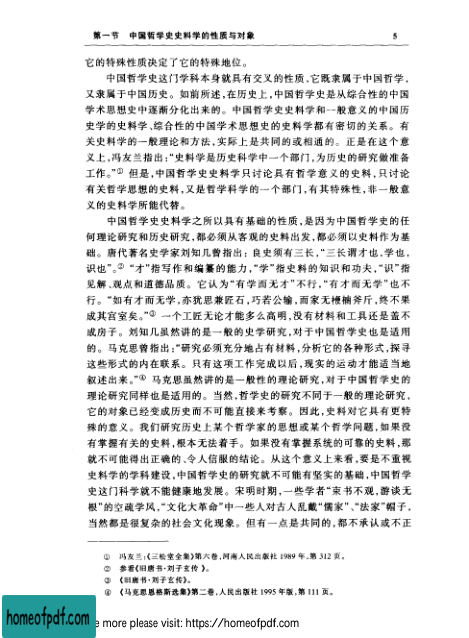 第一节　中国哲学史史料学的性质与对象　5
它的特殊性质决定了它的特殊地位。
中国哲学史这门学科本身就具有交叉的性质,它既隶属于中国哲学,
又隶属于中国历史。如前所述,在历史上,中国哲学史是从综合性的中国
学术思想史中逐渐分化出来的。中国哲学史史料学和一般意义的中国历
史学的史料学、综合性的中国学术思想史的史料学都有密切的关系。有
关史料学的一般理论和方法,实际上是共同的或相通的。正是在这个意
义上,冯友兰指出:“史料学是历史科学中一个部门,为历史的研究做准备
工作。”① 但是,中国哲学史史料学只讨论具有哲学意义的史料,只讨论
有关哲学思想的史料,又是哲学科学的一个部门,有其特殊性,非一般意
义的史料学所能代替。
中国哲学史史料学之所以具有基础的性质,是因为中国哲学史的任
何理论研究和历史研究,都必须从客观的史料出发,都必须以史料作为基
础。唐代著名史学家刘知几曾指出:良史须有三长,“三长谓才也,学也,
识也”。② “才”指写作和编纂的能力,“学”指史料的知识和功夫,“识”指
见解、观点和道德品质。它认为“有学而无才”不行,“有才而无学”也不
行。“如有才而无学,亦犹思兼匠石,巧若公输,而家无楩楠斧斤,终不果
成其宫室矣。”③ 一个工匠无论才能多么高明,没有材料和工具还是盖不
成房子。刘知几虽然讲的是一般的史学研究,对于中国哲学史也是适用
的。马克思曾指出:“研究必须充分地占有材料,分析它的各种形式,探寻
这些形式的内在联系。只有这项工作完成以后,现实的运动才能适当地
叙述出来。”④ 马克思虽然讲的是一般性的理论研究,对于中国哲学史的
理论研究同样也是适用的。当然,哲学史的研究不同于一般的理论研究,
它的对象已经变成历史而不可能直接来考察。因此,史料对它具有更特
殊的意义。我们研究历史上某个哲学家的思想或某个哲学问题,如果没
有掌握有关的史料,根本无法着手。如果没有掌握系统的可靠的史料,那
就不可能得出正确的、令人信服的结论。从这个意义上来看,要是不重视
史料学的学科建设,中国哲学史的研究就不可能有坚实的基础,中国哲学
史这门科学就不能健康地发展。宋明时期,一些学者“束书不观,游谈无
根”的空疏学风,“文化大革命”中一些人对古人乱戴“儒家”、“法家”帽子,
当然都是很复杂的社会文化现象。但有一点是共同的,都不承认或不正
① 冯友兰:《三松堂全集》第六卷,河南人民出版社 1989 年,第 312 页。
② 参看《旧唐书·刘子玄传》。
③ 《旧唐书·刘子玄传》。
④ 《马克思恩格斯选集》第二卷,人民出版社 1995 年版,第 111 页。
homeofpdf.com
e more please visit: https://homeofpdf.com